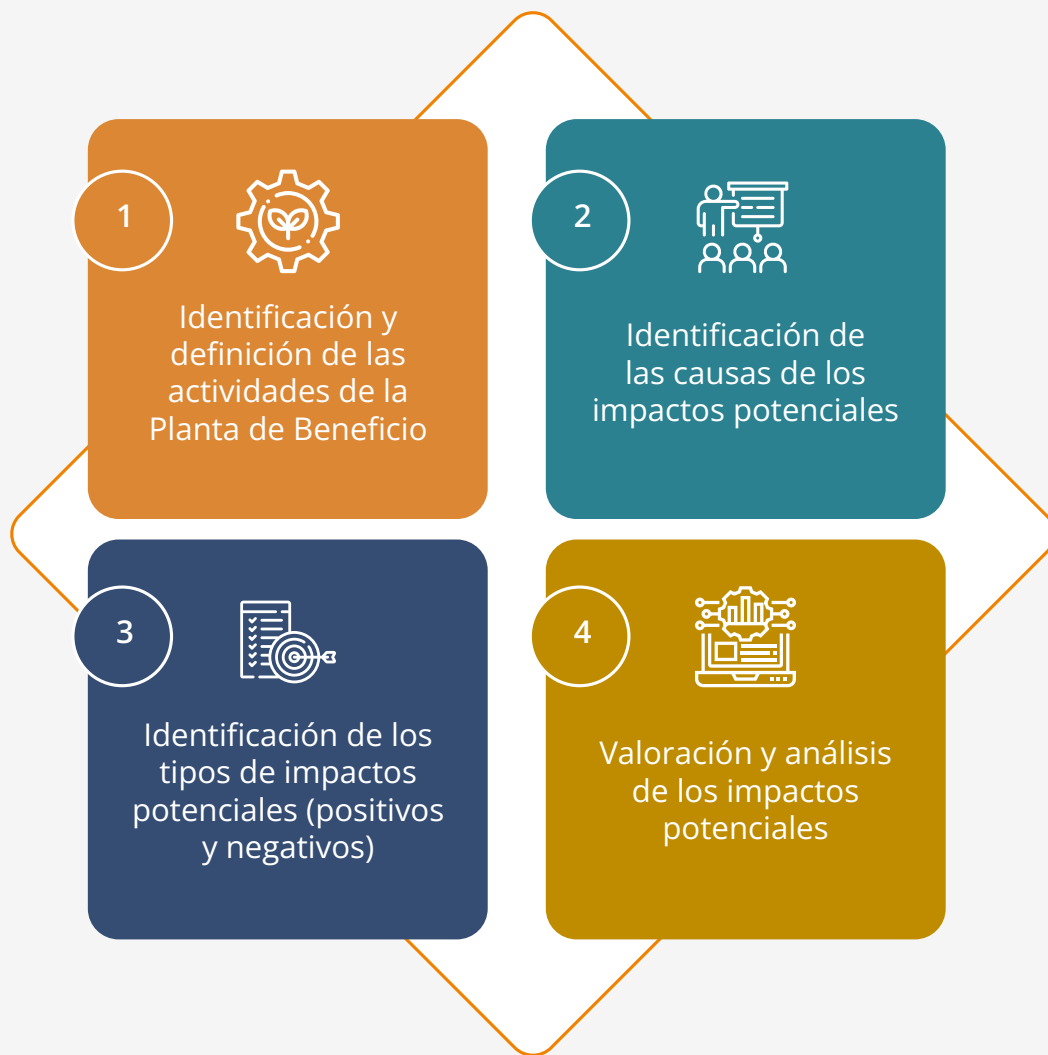 1
Identificación y
definición de las
actividades de la
Planta de Beneficio
2
Identificación de
las causas de los
impactos potenciales
3
Identificación de los
tipos de impactos
potenciales (positivos
y negativos)
4
Valoración y análisis
de los impactos
potenciales